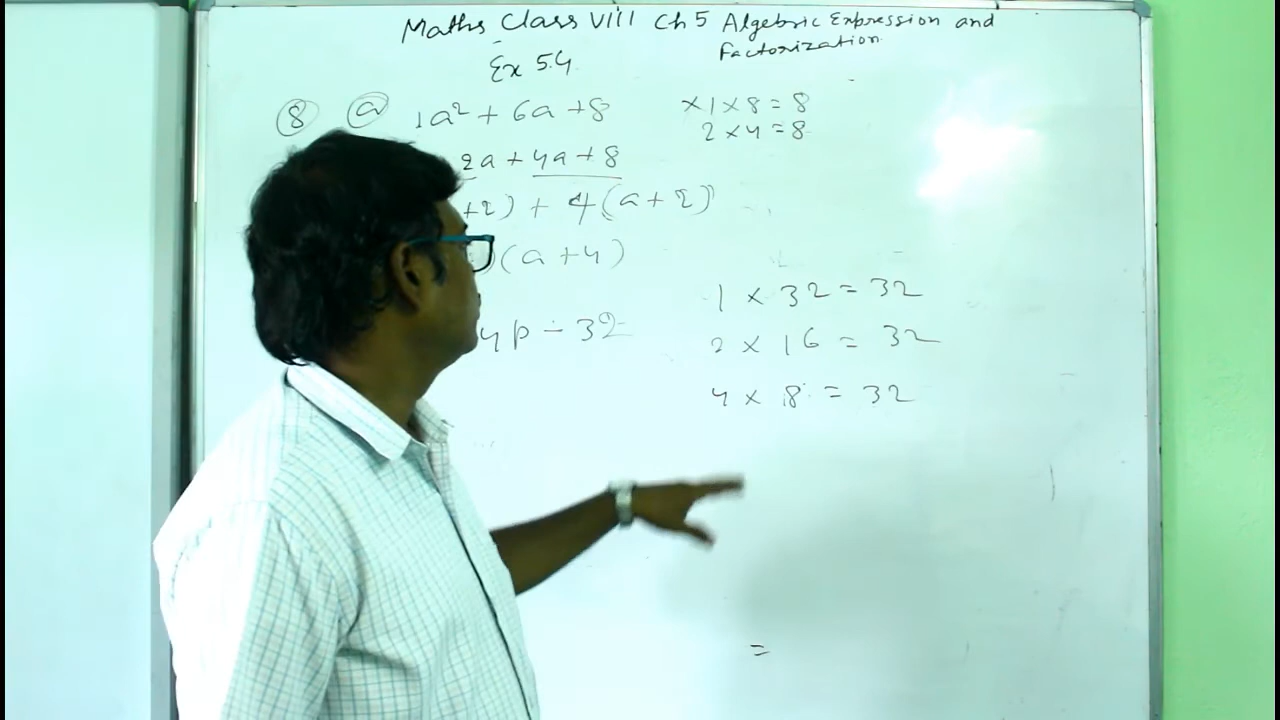 Maths Class VIII Ch 5 Algebric Expression and
Factorization
Ex 5.4
8 a 1a² + 6a + 8
2a + 4a + 8
+2) + 4(a+2)
)(a+4)
4p - 32
×1×8=8
2×4=8
1 × 32 = 32
2 × 16 = 32
4 × 8 = 32
=